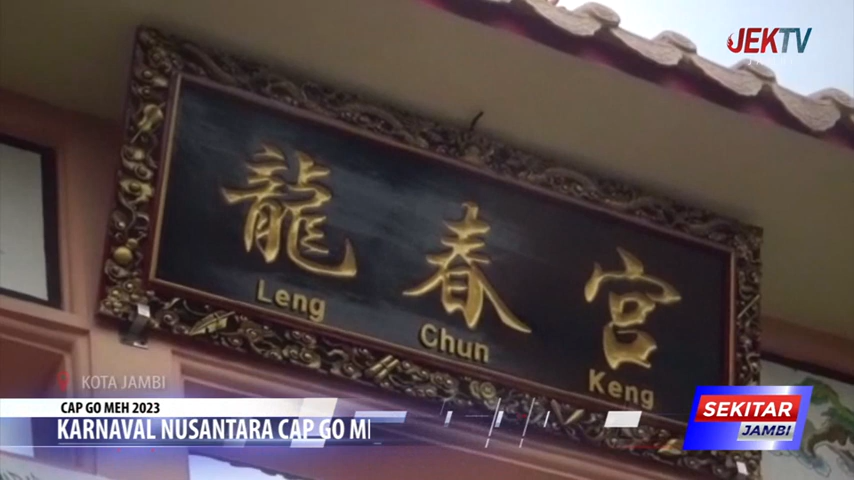 JEKTV
龍春宮
Leng Chun Keng
KOTA JAMBI
CAP GO MEH 2023
KARNAVAL NUSANTARA CAP GO
SEKITAR
JAMBI